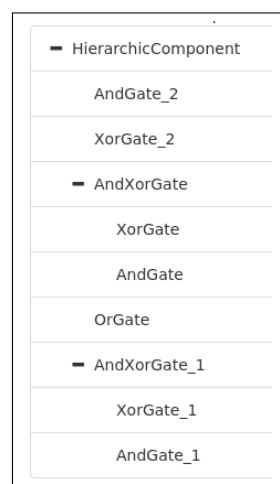 HierarchicComponent
AndGate_2
XorGate_2
AndXorGate
XorGate
AndGate
OrGate
AndXorGate_1
XorGate_1
AndGate_1